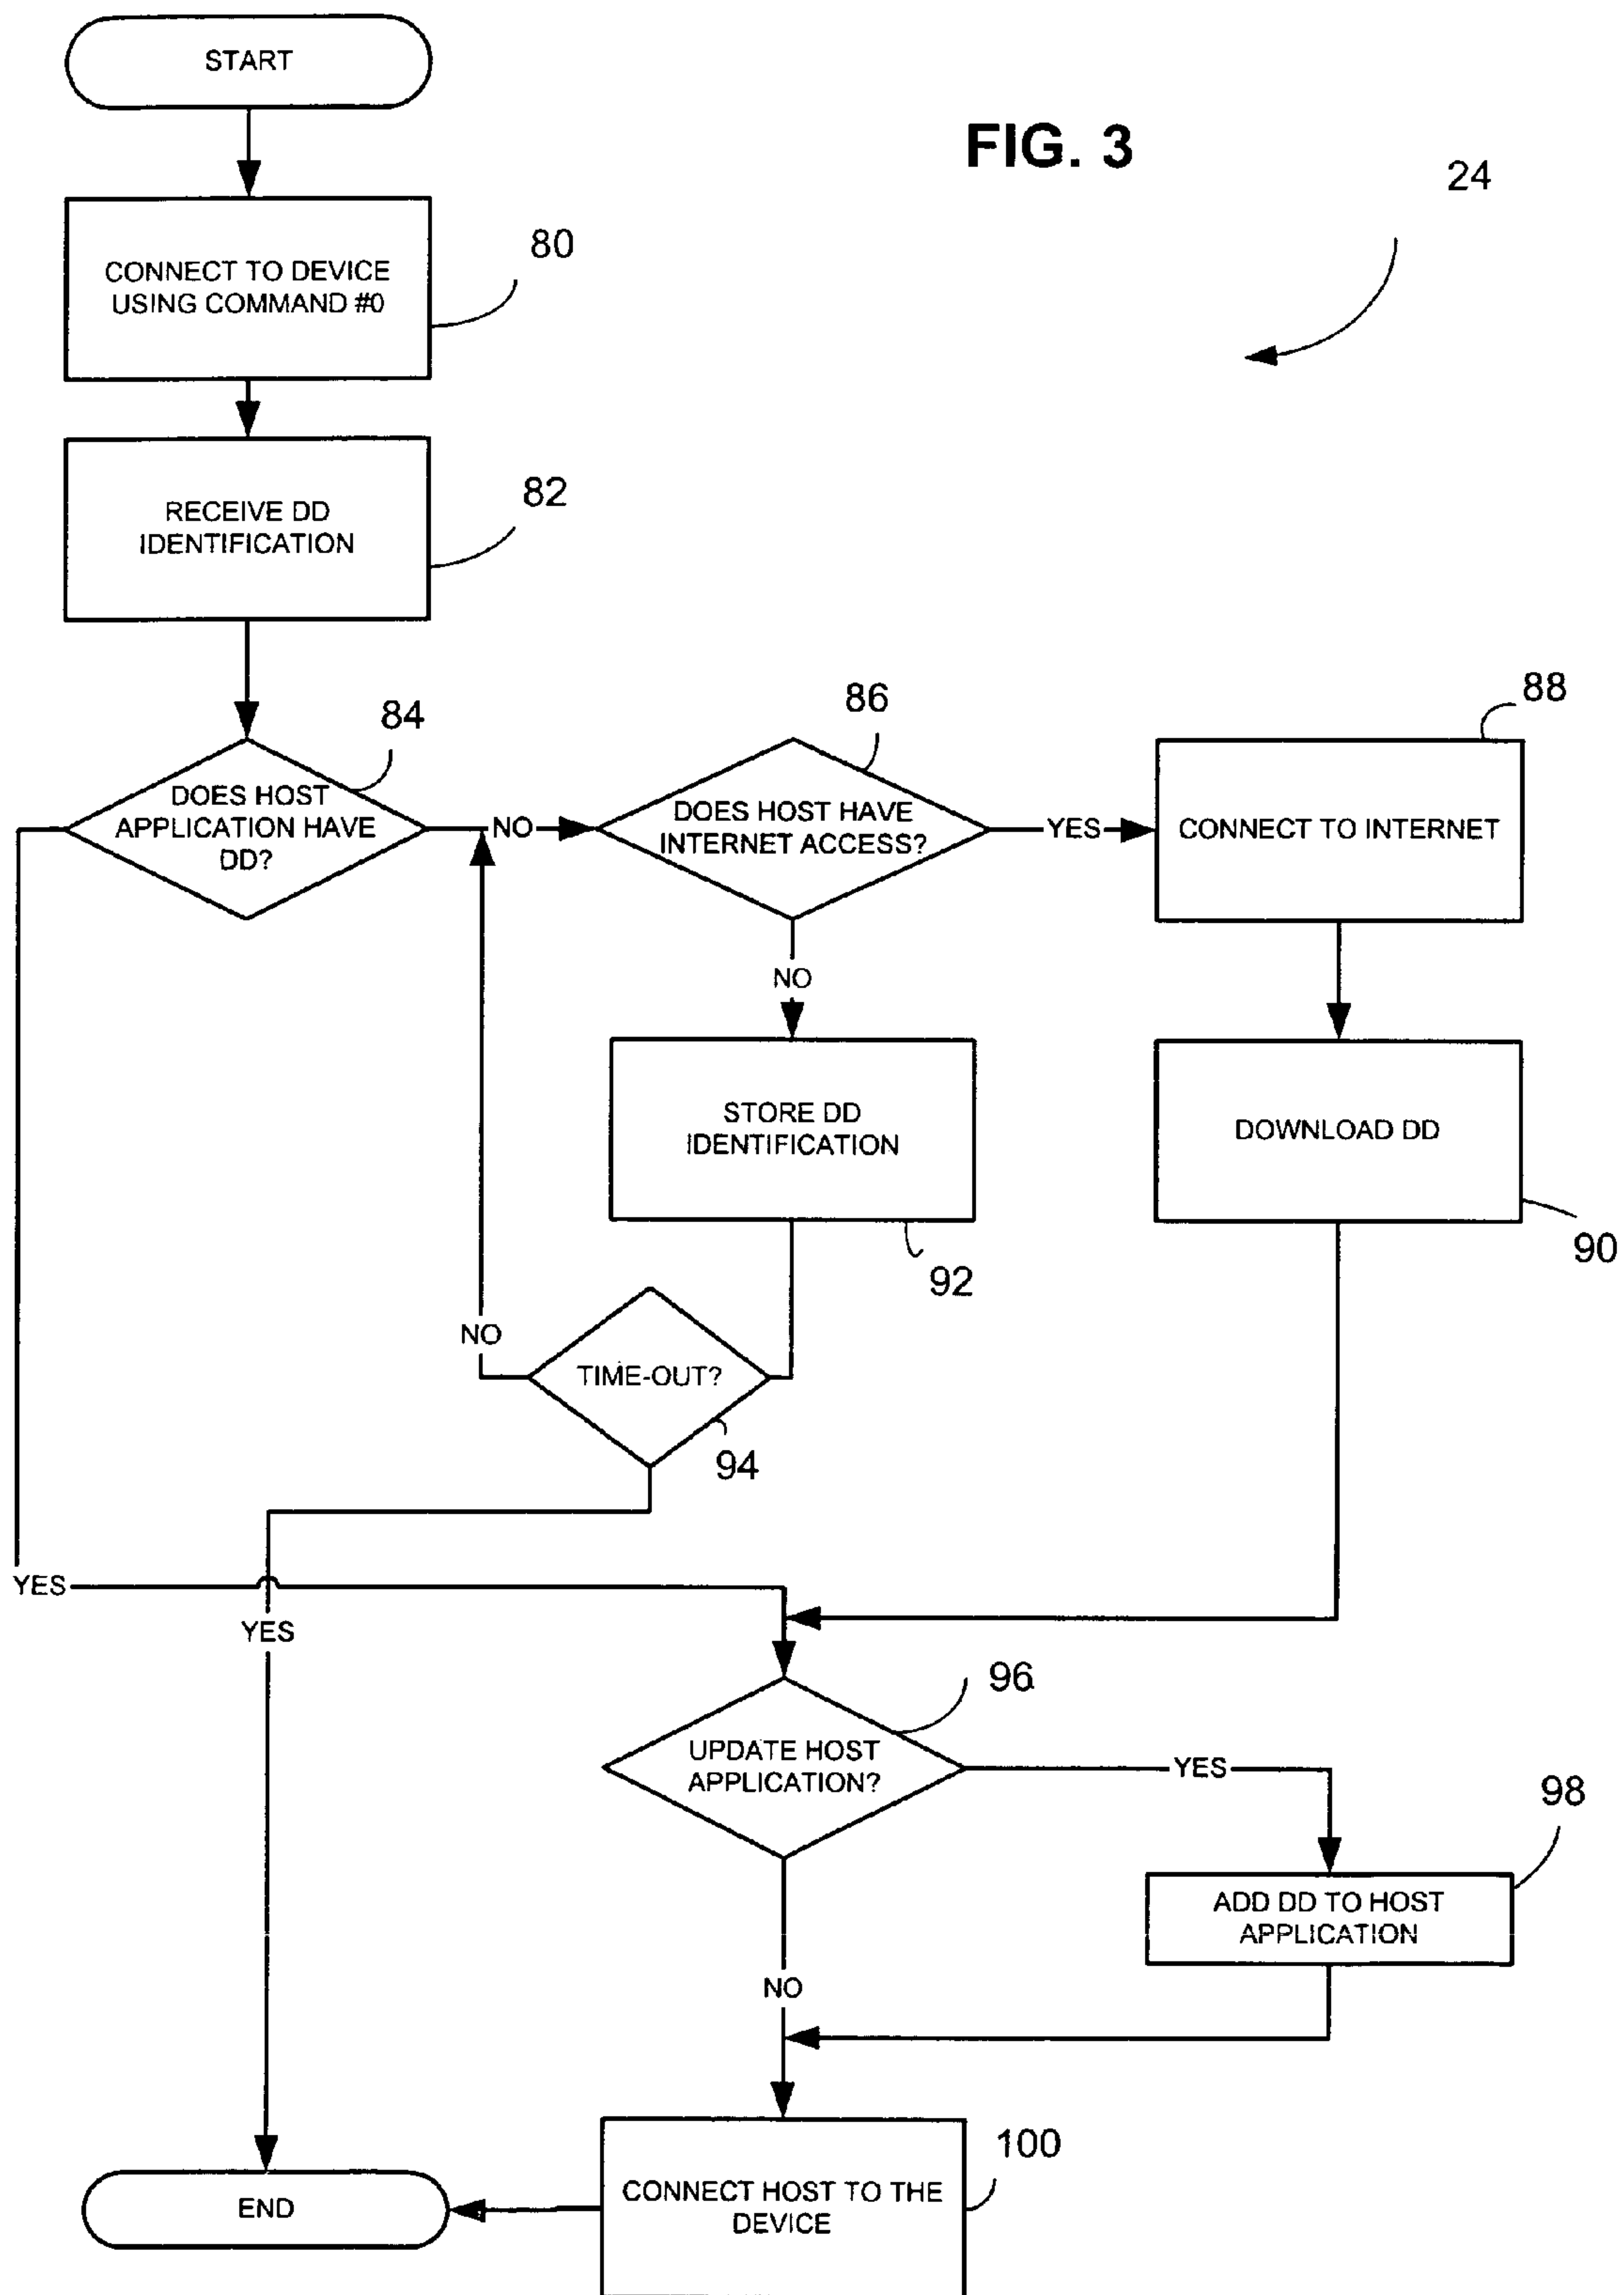 START
FIG. 3
24
CONNECT TO DEVICE
USING COMMAND #0
80
RECEIVE DD
IDENTIFICATION
82
DOES HOST
APPLICATION HAVE
DD?
84
NO
DOES HOST HAVE
INTERNET ACCESS?
86
YES
CONNECT TO INTERNET
88
NO
STORE DD
IDENTIFICATION
92
DOWNLOAD DD
90
NO
TIME-OUT?
94
YES
YES
UPDATE HOST
APPLICATION?
96
YES
ADD DD TO HOST
APPLICATION
98
NO
CONNECT HOST TO THE
DEVICE
100
END